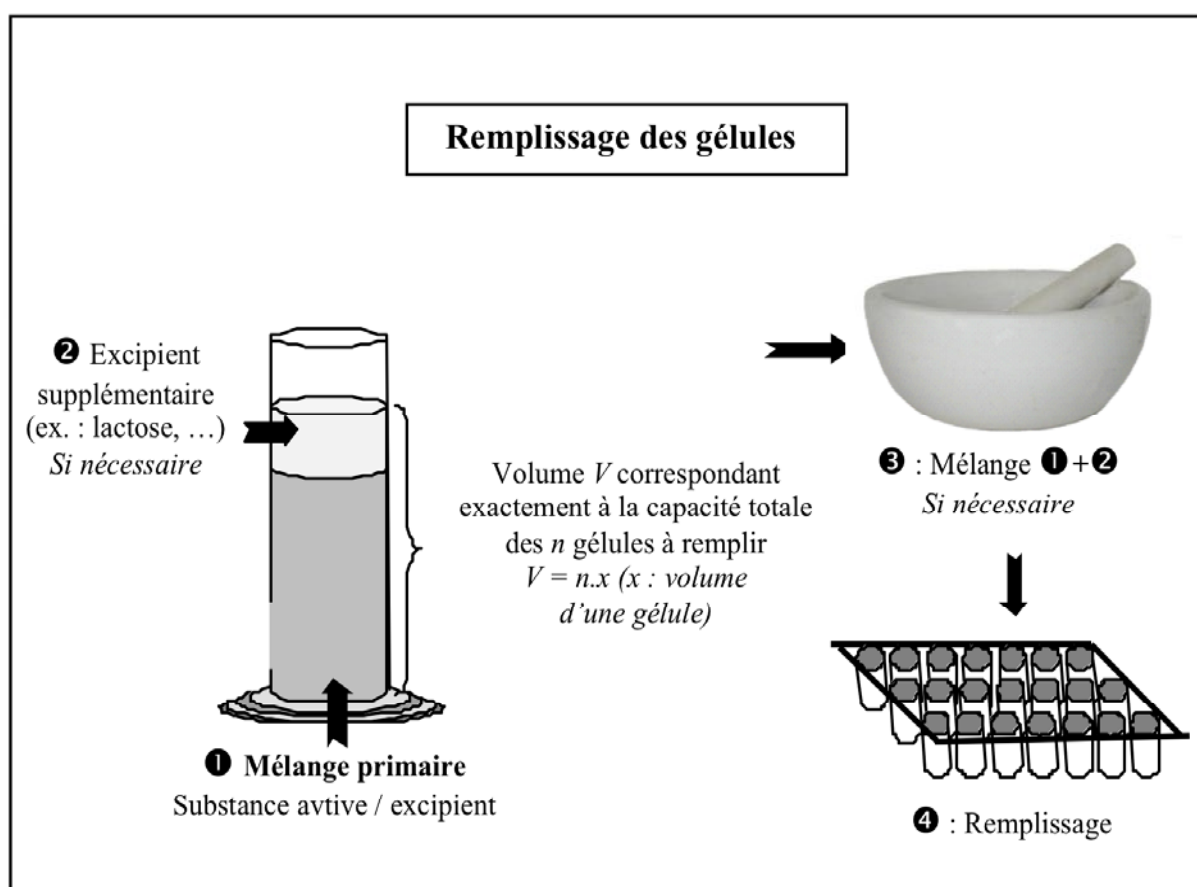 Remplissage des gélules
❷ Excipient
supplémentaire
(ex. : lactose, …)
Si nécessaire
Volume V correspondant
exactement à la capacité totale
des n gélules à remplir
V = n.x (x : volume
d’une gélule)
❶ Mélange primaire
Substance avtive / excipient
❸ : Mélange ❶+❷
Si nécessaire
❹ : Remplissage